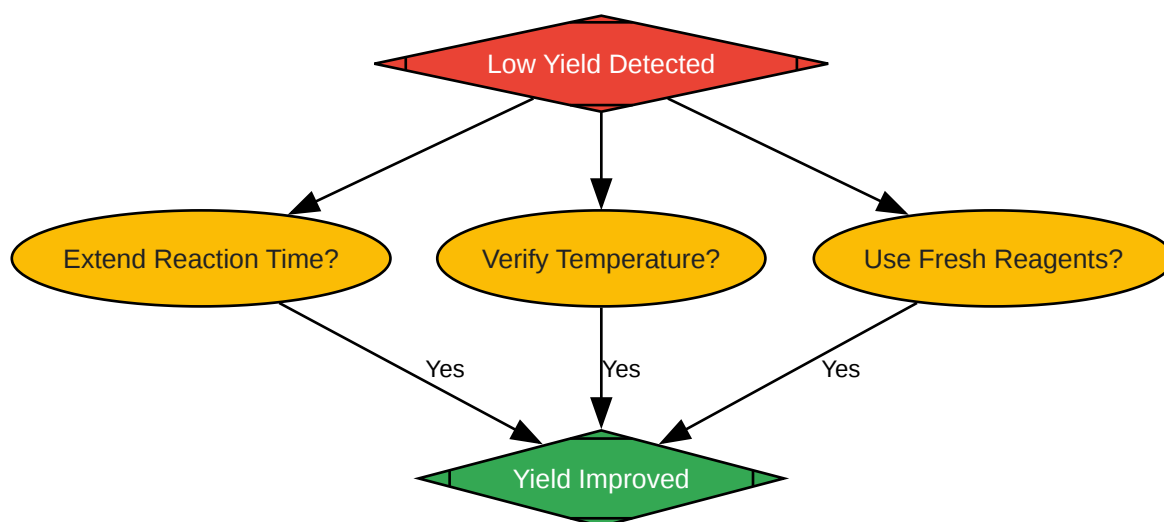 Low Yield Detected
Extend Reaction Time?
Verify Temperature?
Use Fresh Reagents?
Yes
Yes
Yes
Yield Improved